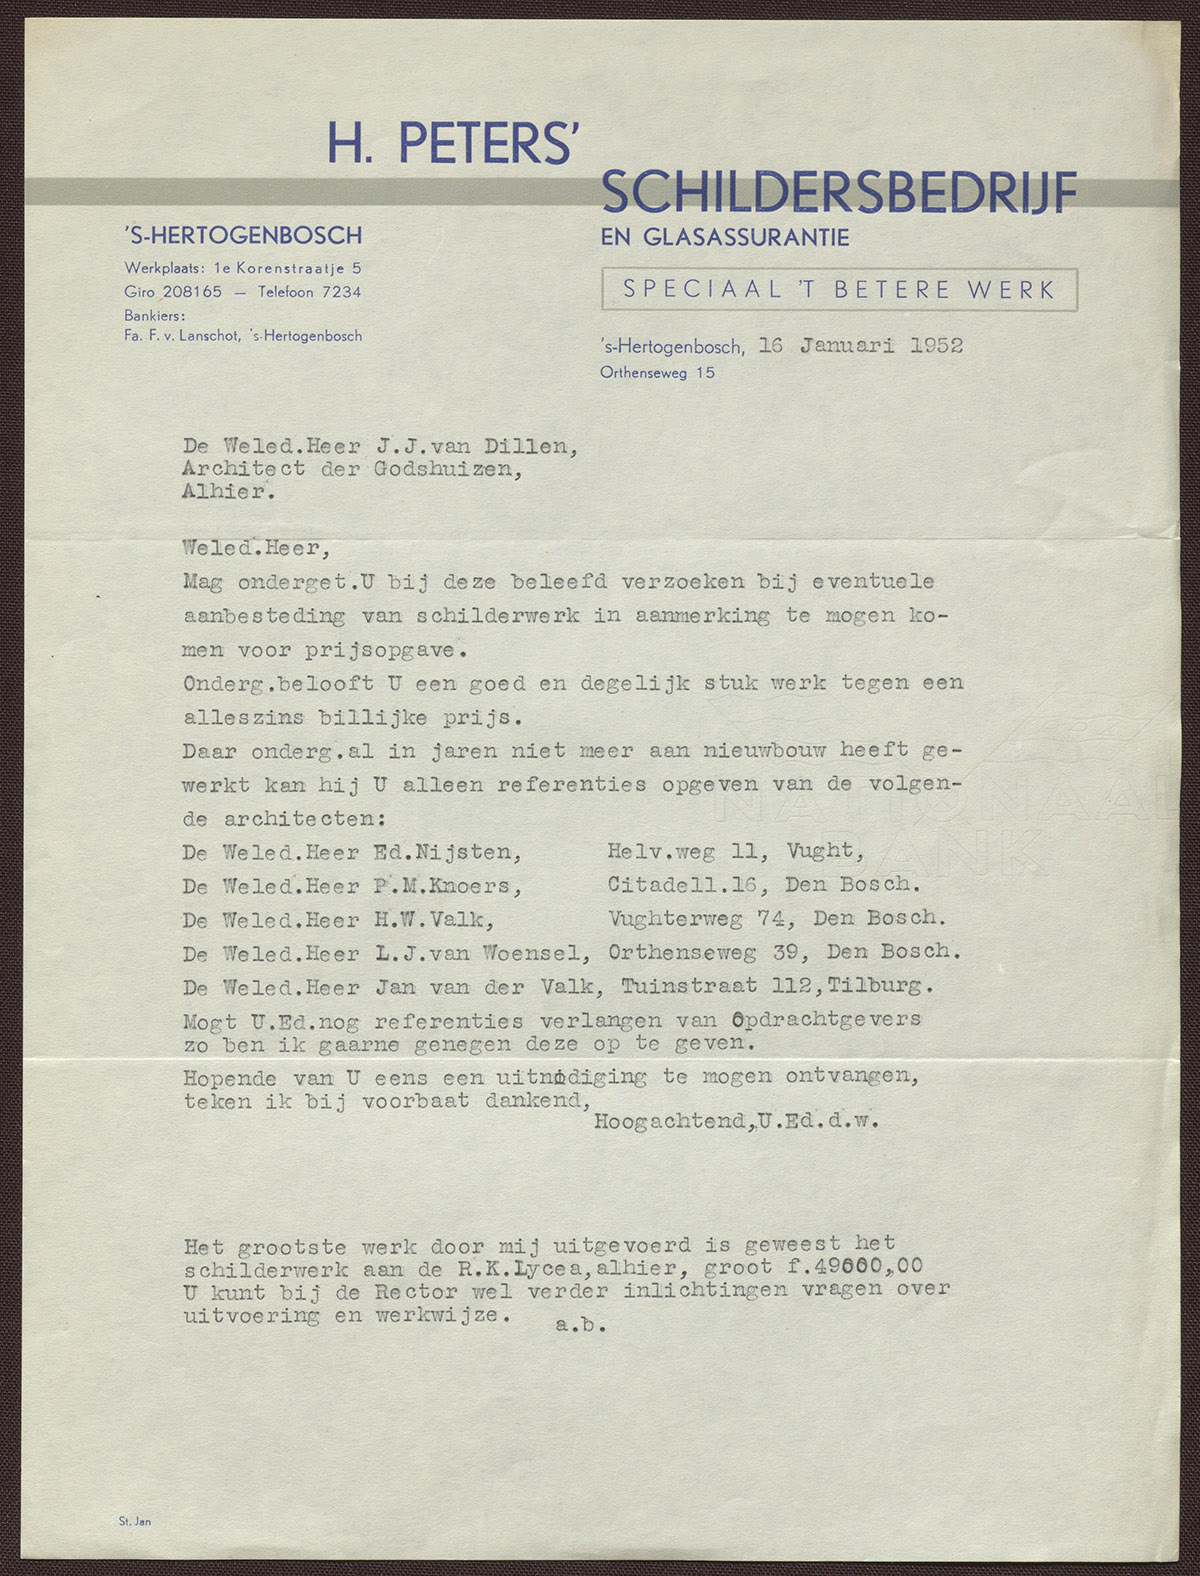 H. PETERS'
SCHILDERSBEDRIJF
EN GLASASSURANTIE
SPECIAAL 'T BETERE WERK
'S-HERTOGENBOSCH
Werkplaats: 1e Korenstraatje 5
Giro 208165 — Telefoon 7234
Bankiers:
Fa. F. v. Lanschot, 's-Hertogenbosch
's-Hertogenbosch, 16 Januari 1952
Orthenseweg 15
De Weled.Heer J.J.van Dillen,
Architect der Godshuizen,
Alhier.
Weled.Heer,
Mag onderget.U bij deze beleefd verzoeken bij eventuele
aanbesteding van schilderwerk in aanmerking te mogen ko-
men voor prijsopgave.
Onderg.belooft U een goed en degelijk stuk werk tegen een
alleszins billijke prijs.
Daar onderg.al in jaren niet meer aan nieuwbouw heeft ge-
werkt kan hij U alleen referenties opgeven van de volgen-
de architecten:
De Weled.Heer Ed.Nijsten, Helv.weg 11, Vught,
De Weled.Heer P.M.Knoers, Citadell.16, Den Bosch.
De Weled.Heer H.W.Valk, Vughterweg 74, Den Bosch.
De Weled.Heer L.J.van Woensel, Orthenseweg 39, Den Bosch.
De Weled.Heer Jan van der Valk, Tuinstraat 112,Tilburg.
Mogt U.Ed.nog referenties verlangen van Opdrachtgevers
zo ben ik gaarne genegen deze op te geven.
Hopende van U eens een uitnodiging te mogen ontvangen,
teken ik bij voorbaat dankend,
Hoogachtend,U.Ed.d.w.
Het grootste werk door mij uitgevoerd is geweest het
schilderwerk aan de R.K.Lycea,alhier, groot f.49000,00
U kunt bij de Rector wel verder inlichtingen vragen over
uitvoering en werkwijze. a.b.
St. Jan
NATIONAAL
BANK